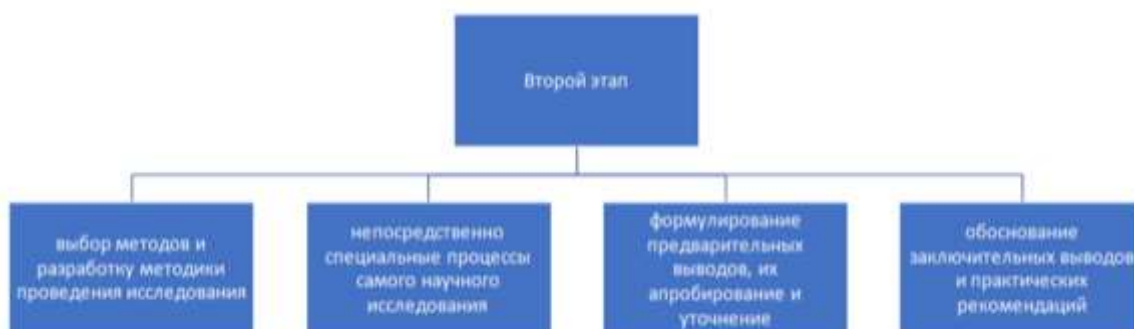 Второй этап
выбор методов и
разработку методики
проведения исследования
непосредственно
специальные процессы
самого научного
исследования
формулирование
предварительных
выводов, их
апробирование и
уточнение
обоснование
заключительных выводов
и практических
рекомендаций